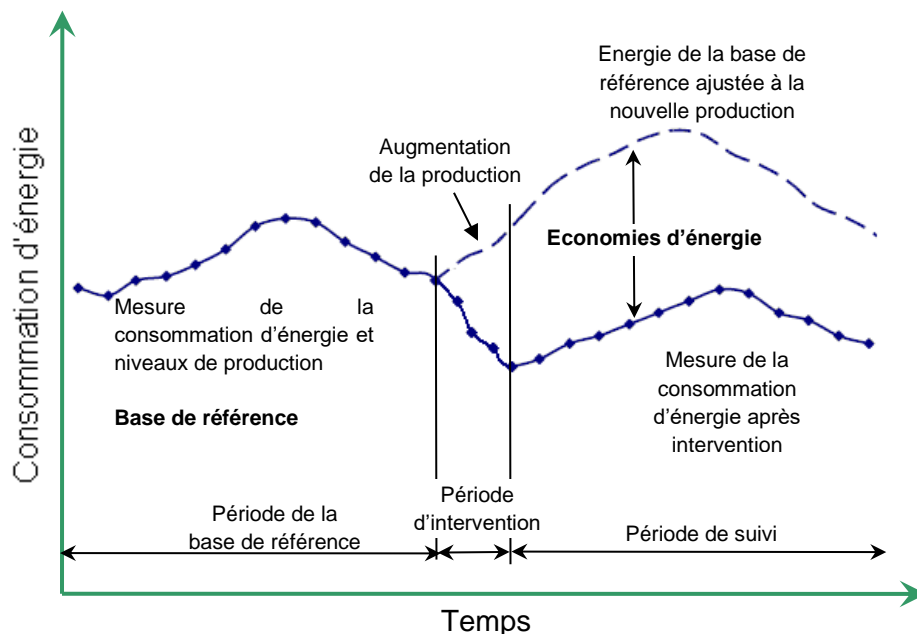 Energie de la base de
référence ajustée à la
nouvelle production
Augmentation
de la production
Consommation d'énergie
Economies d'énergie
Mesure de la
consommation d'énergie et
niveaux de production
Base de référence
Mesure de la
consommation
d'énergie après
intervention
Période de la
base de référence
Période
d'intervention
Période de suivi
Temps